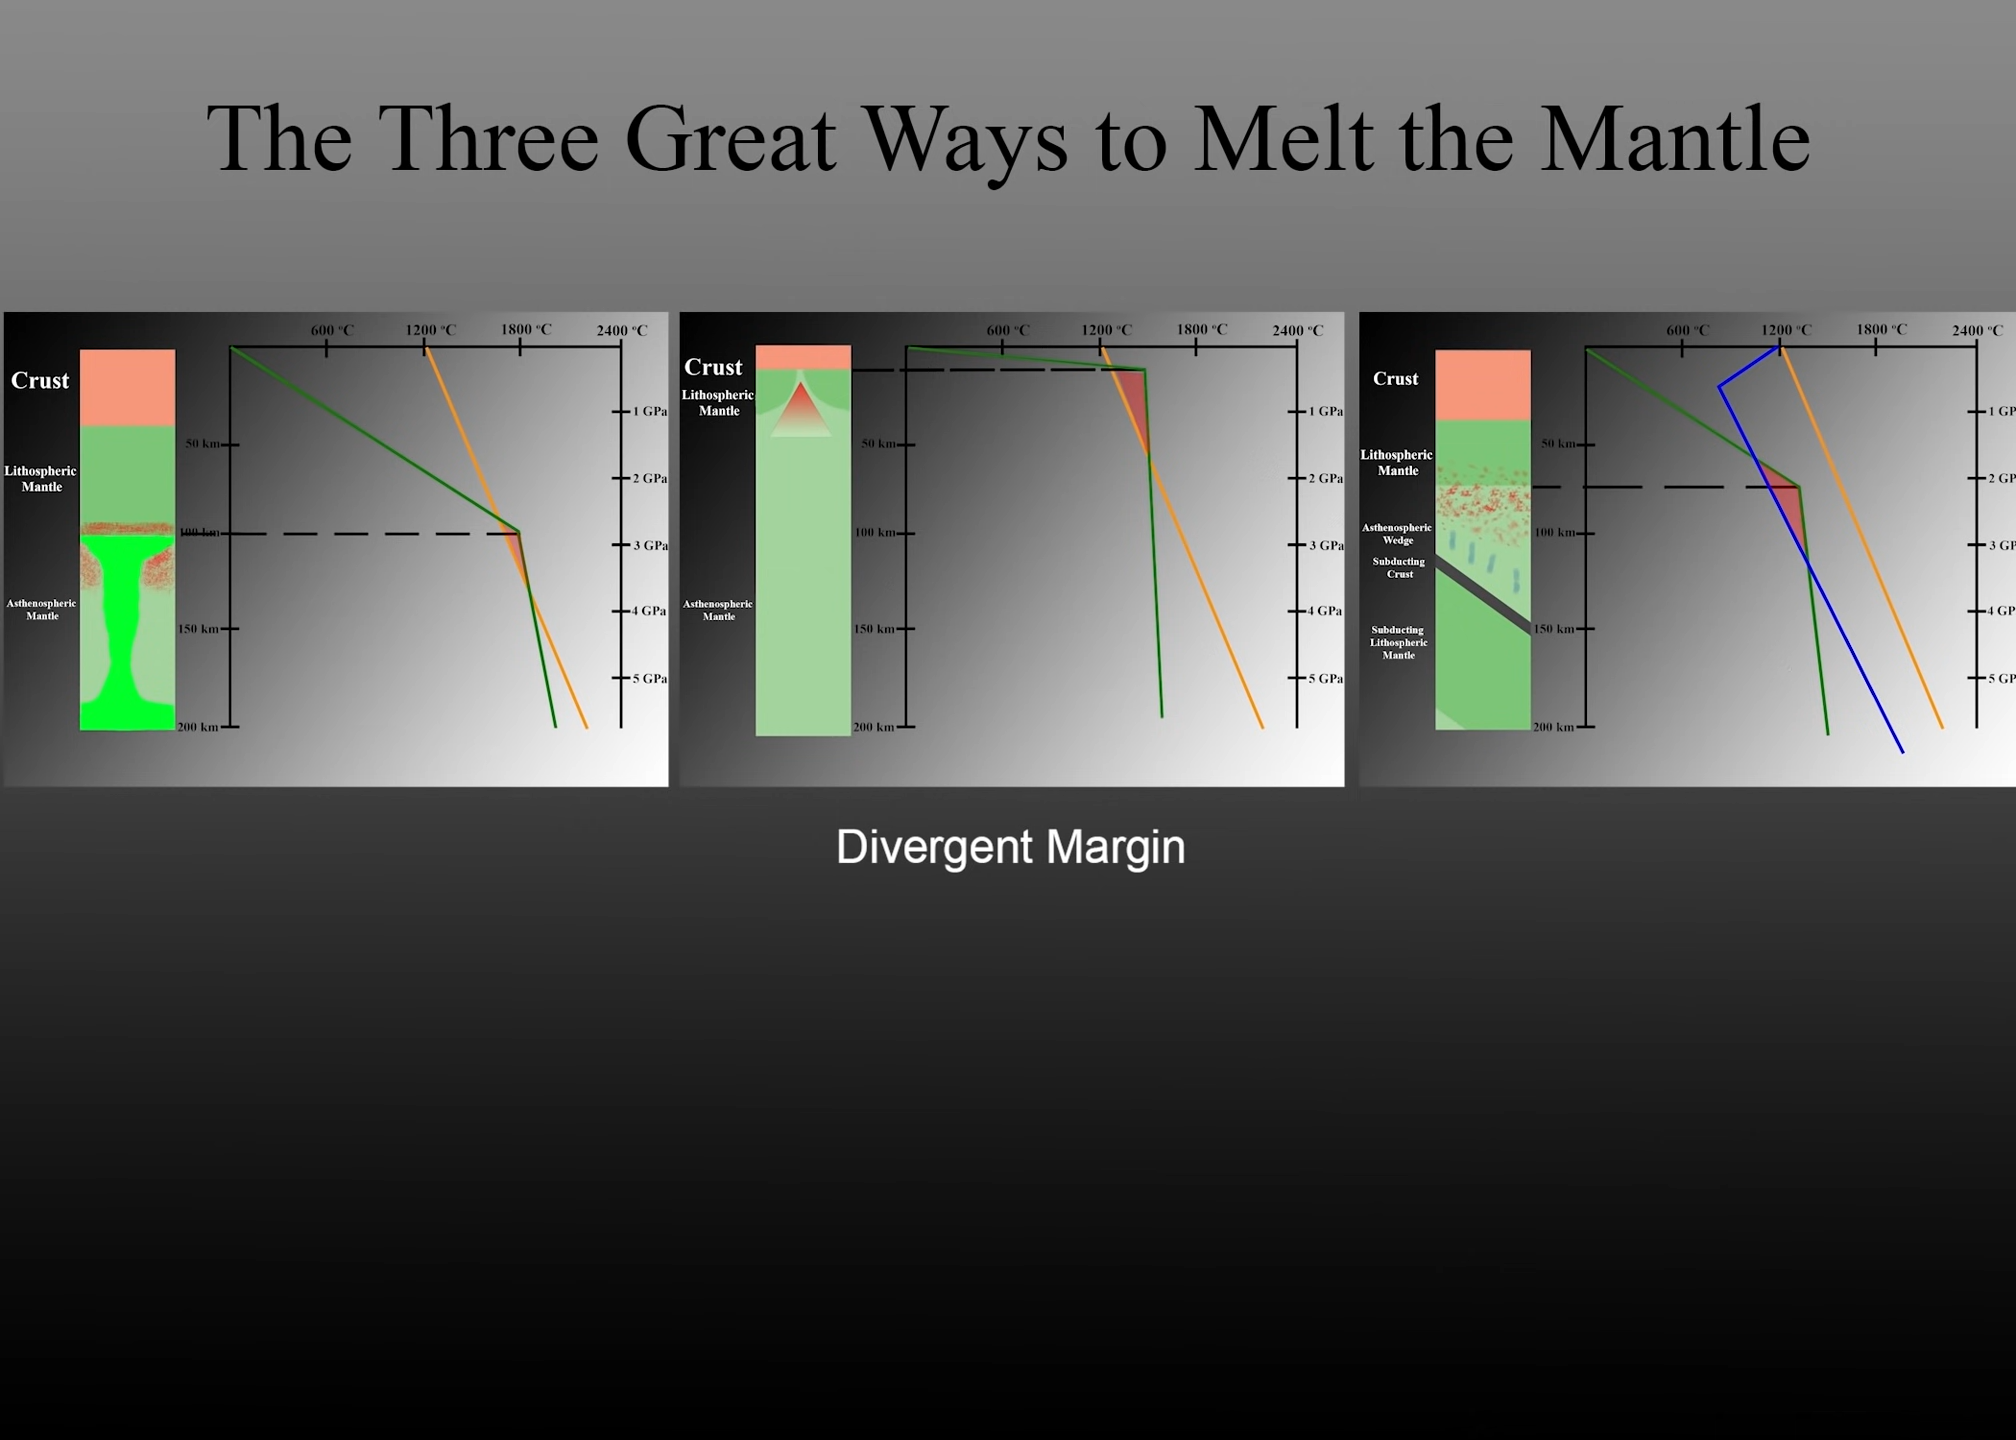 The Three Great Ways to Melt the Mantle
600 °C 1200 °C 1800 °C 2400 °C
Crust
Lithospheric
Mantle
Asthenospheric
Mantle
50 km
100 km
150 km
200 km
1 GPa
2 GPa
3 GPa
4 GPa
5 GPa
600 °C 1200 °C 1800 °C 2400 °C
Crust
Lithospheric
Mantle
Asthenospheric
Mantle
50 km
100 km
150 km
200 km
1 GPa
2 GPa
3 GPa
4 GPa
5 GPa
600 °C 1200 °C 1800 °C 2400 °C
Crust
Lithospheric
Mantle
Asthenospheric
Wedge
Subducting
Crust
Subducting
Lithospheric
Mantle
50 km
100 km
150 km
200 km
1 GP
2 GP
3 GP
4 GP
5 GP
Divergent Margin